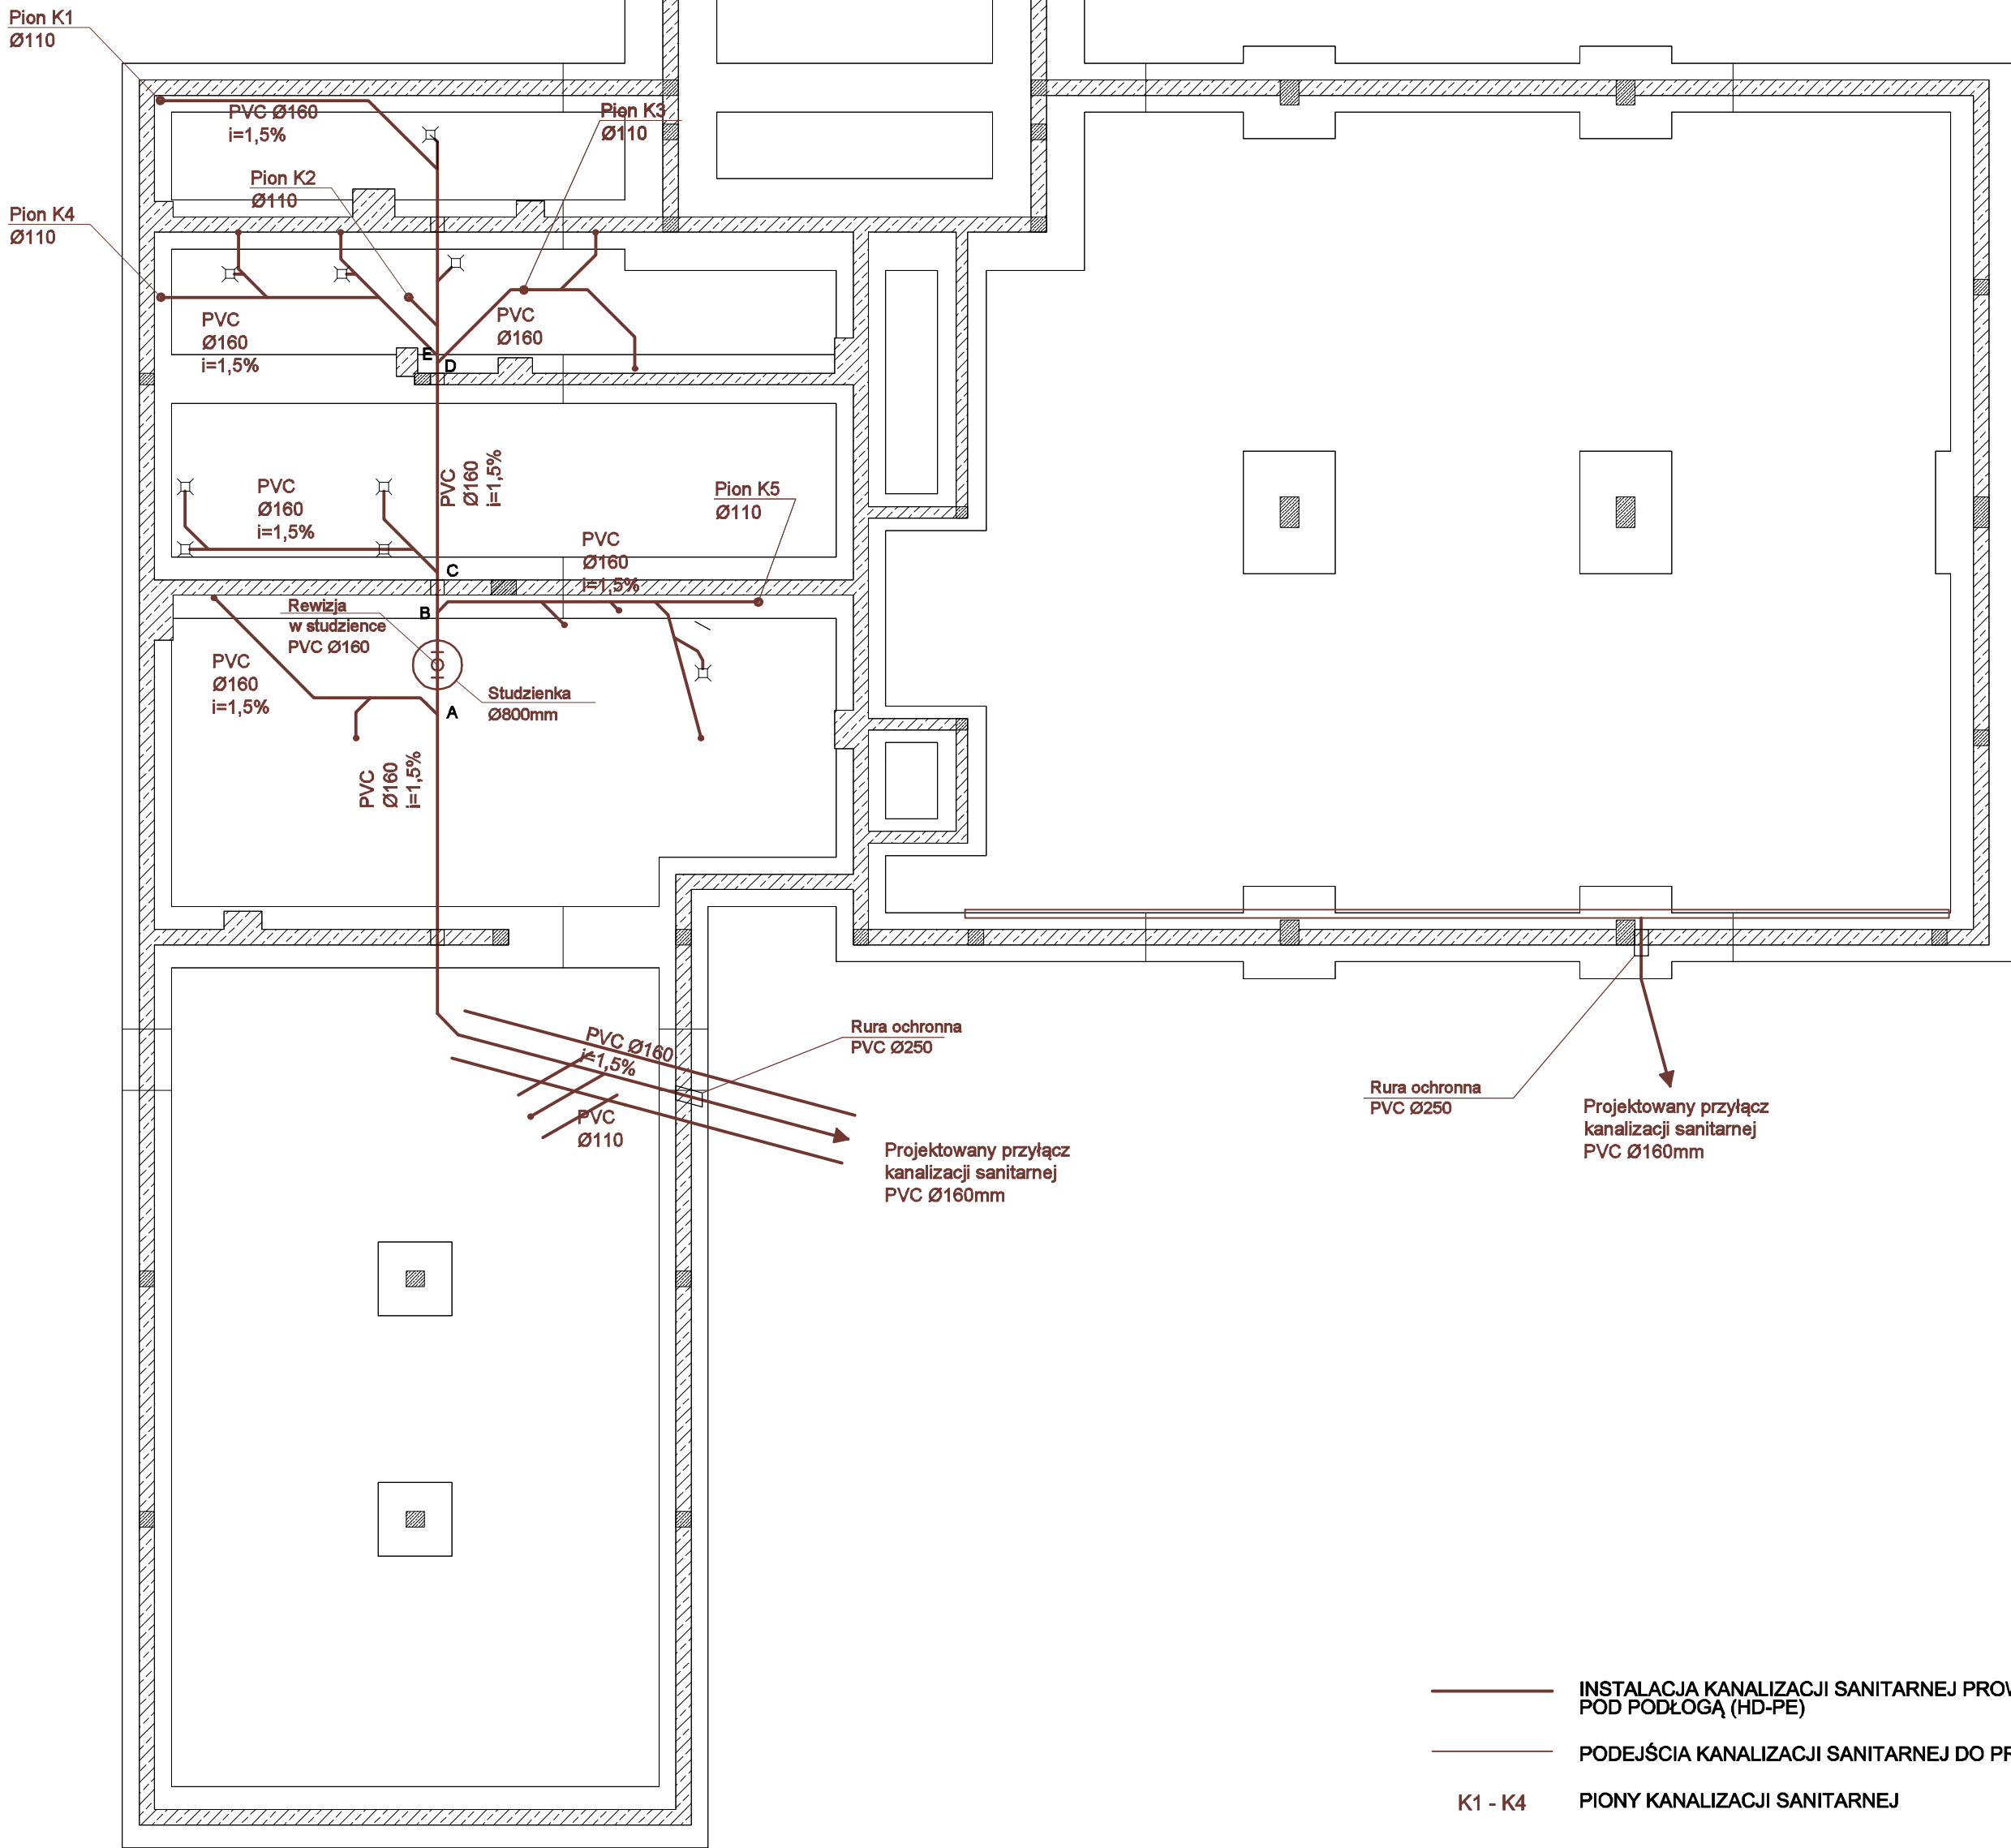 Pion K1
Ø110
PVC Ø160
i=1,5%
Pion K3
Ø110
Pion K2
Ø110
Pion K4
Ø110
PVC
Ø160
i=1,5%
PVC
Ø160
E
D
PVC
Ø160
i=1,5%
PVC
Ø160
i=1,5%
Pion K5
Ø110
PVC
Ø160
i=1,5%
C
B
Rewizja
w studzience
PVC Ø160
PVC
Ø160
i=1,5%
Studzienka
Ø800mm
A
PVC
Ø160
i=1,5%
PVC Ø160
i=1,5%
Rura ochronna
PVC Ø250
PVC
Ø110
Projektowany przyłącz
kanalizacji sanitarnej
PVC Ø160mm
Rura ochronna
PVC Ø250
Projektowany przyłącz
kanalizacji sanitarnej
PVC Ø160mm
INSTALACJA KANALIZACJI SANITARNEJ
POD PODŁOGĄ (HD-PE)
PODEJŚCIA KANALIZACJI SANITARNEJ DO
K1 - K4 PIONY KANALIZACJI SANITARNEJ